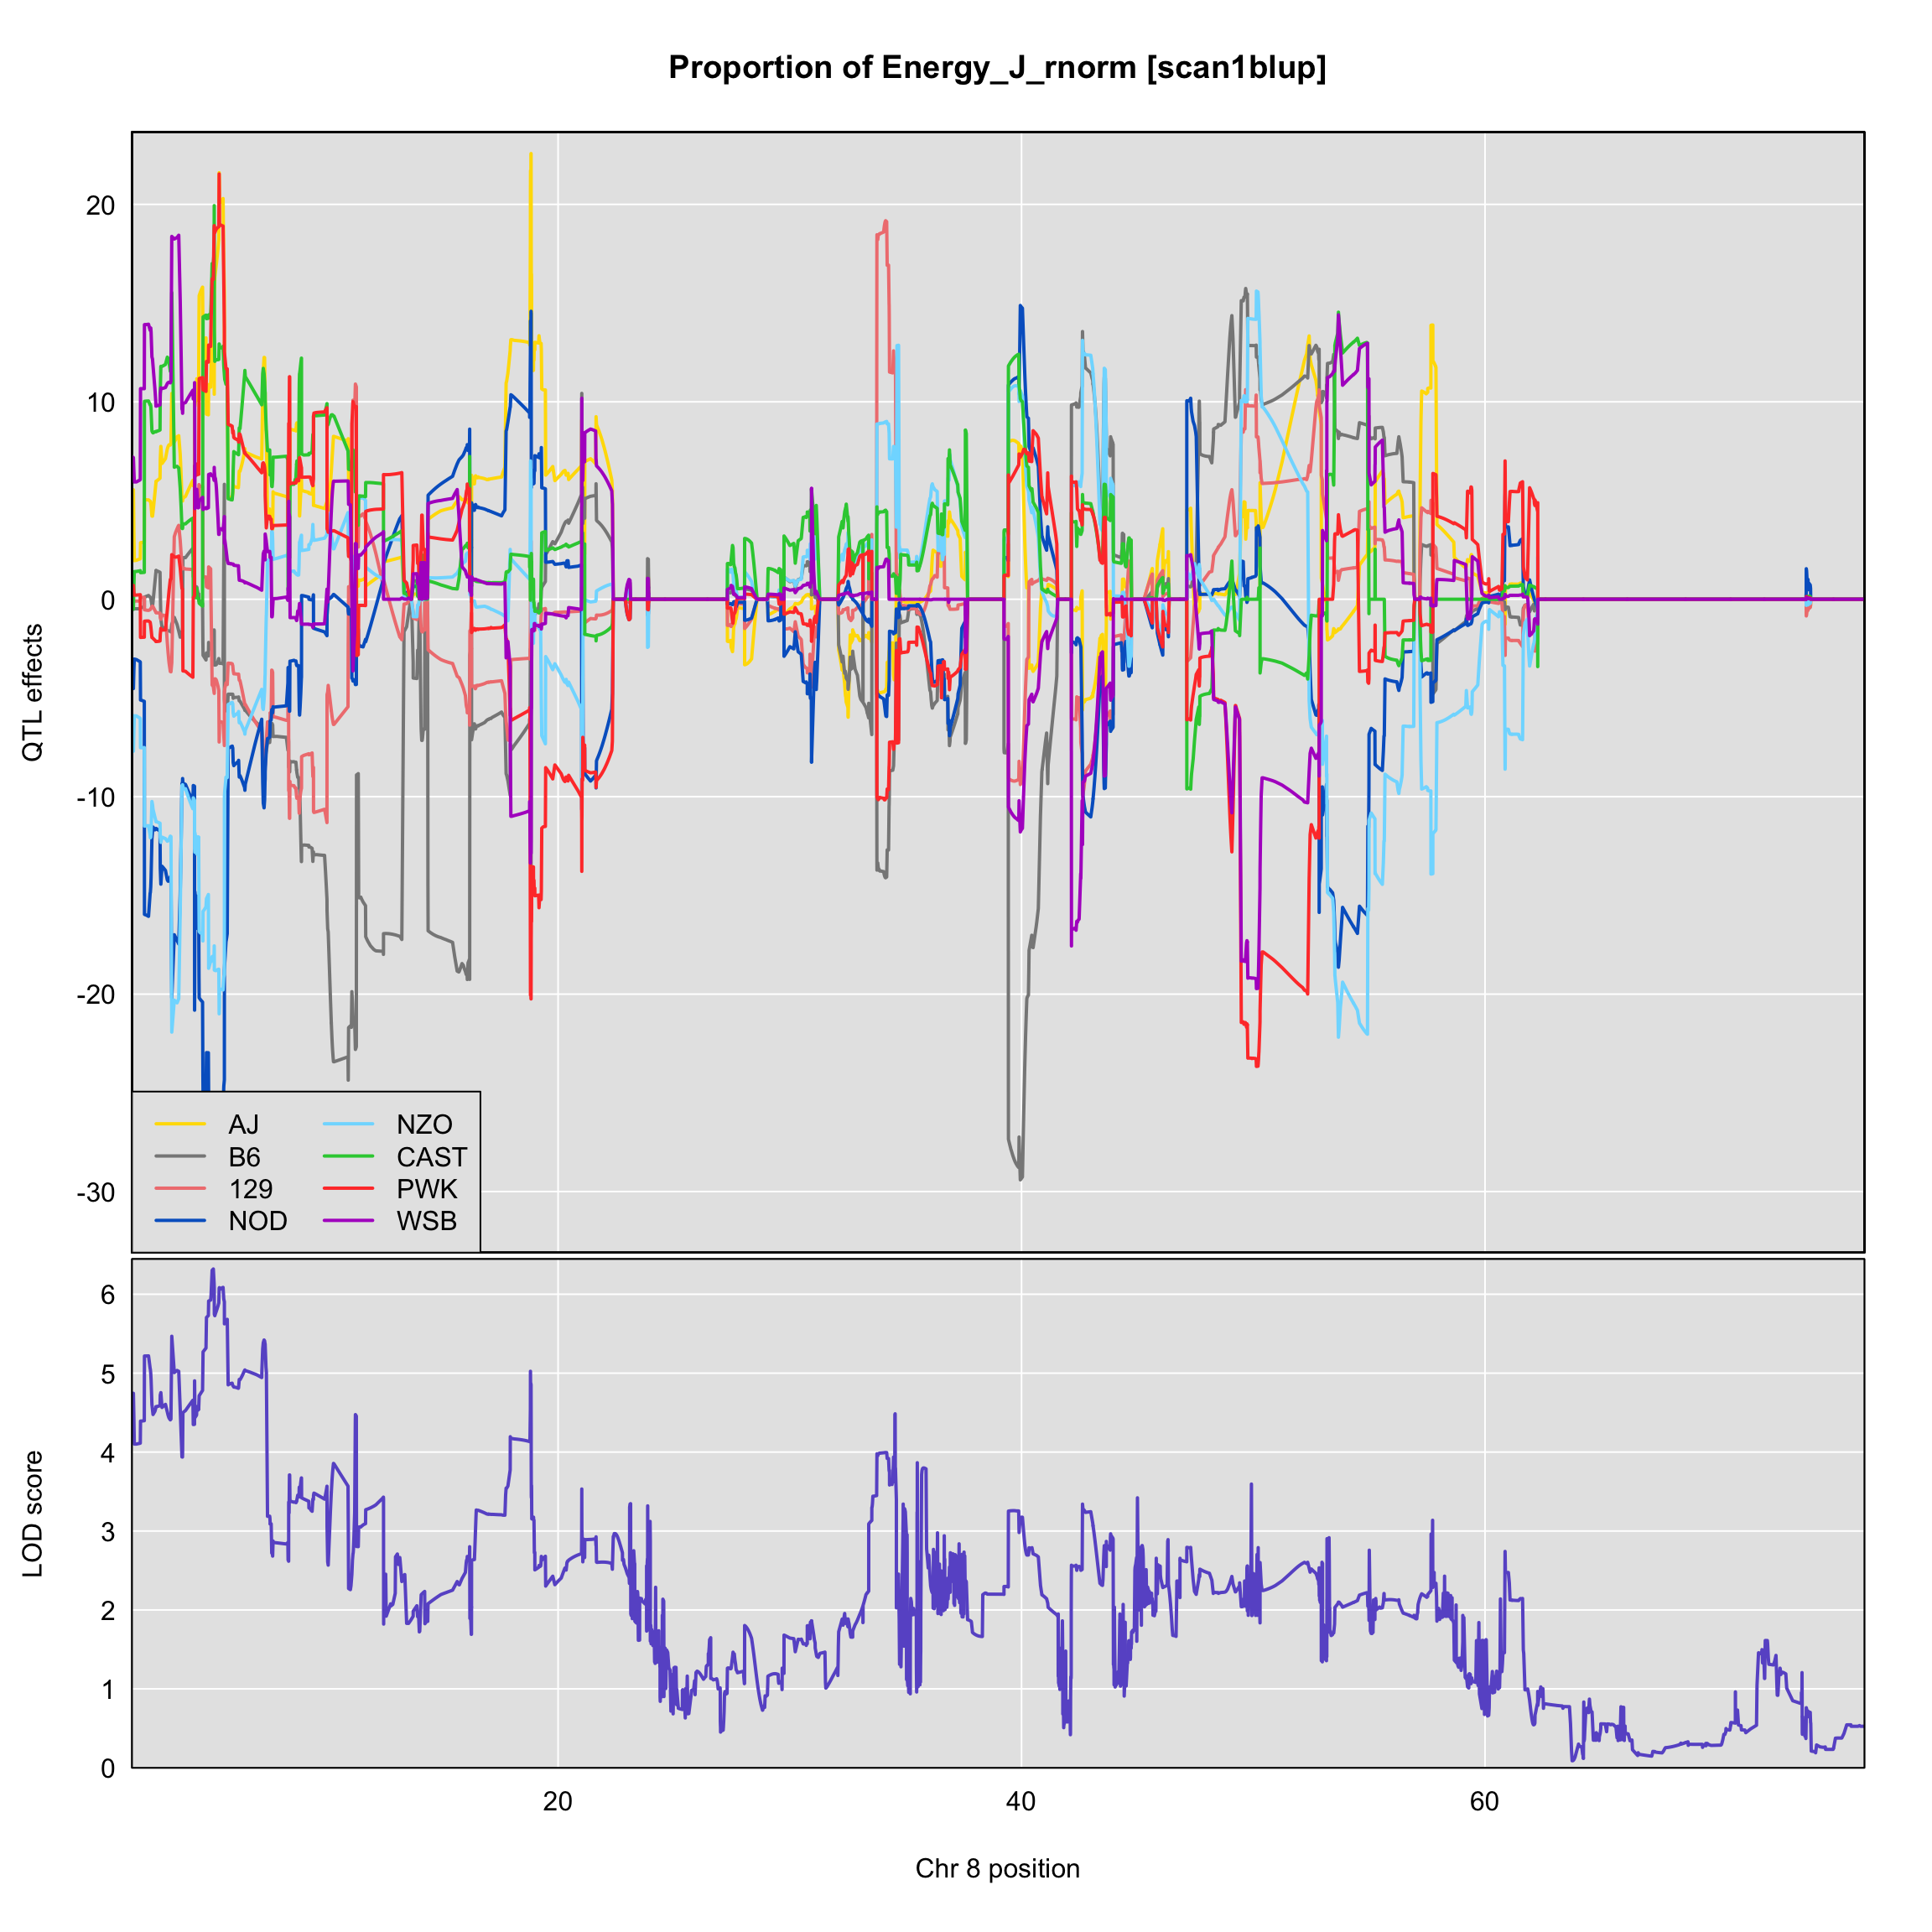 Proportion of Energy_J_rnorm [scan1blup]
QTL effects
20
10
0
-10
-20
-30
AJ
B6
129
NOD
NZO
CAST
PWK
WSB
LOD score
6
5
4
3
2
1
0
20 40 60
Chr 8 position